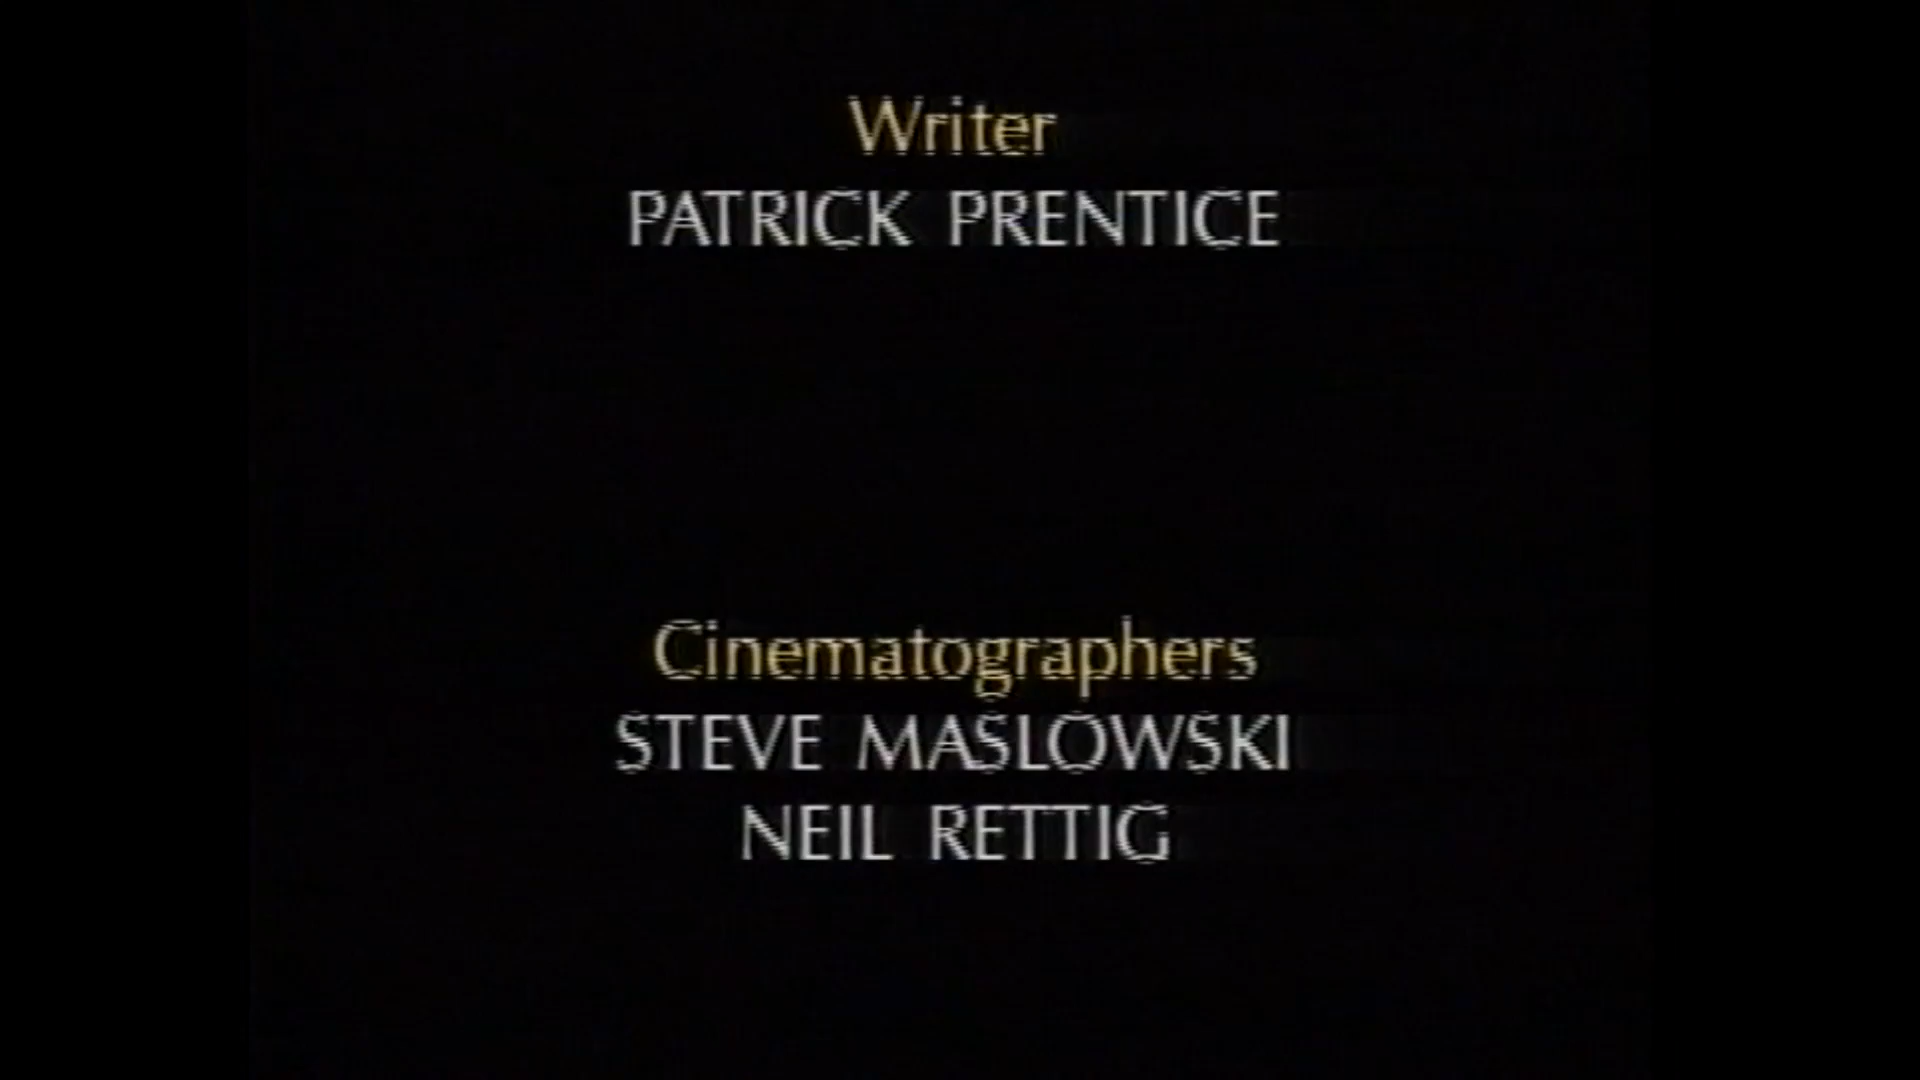 Writer
PATRICK PRENTICE
Cinematographers
STEVE MASLOWSKI
NEIL RETTIG